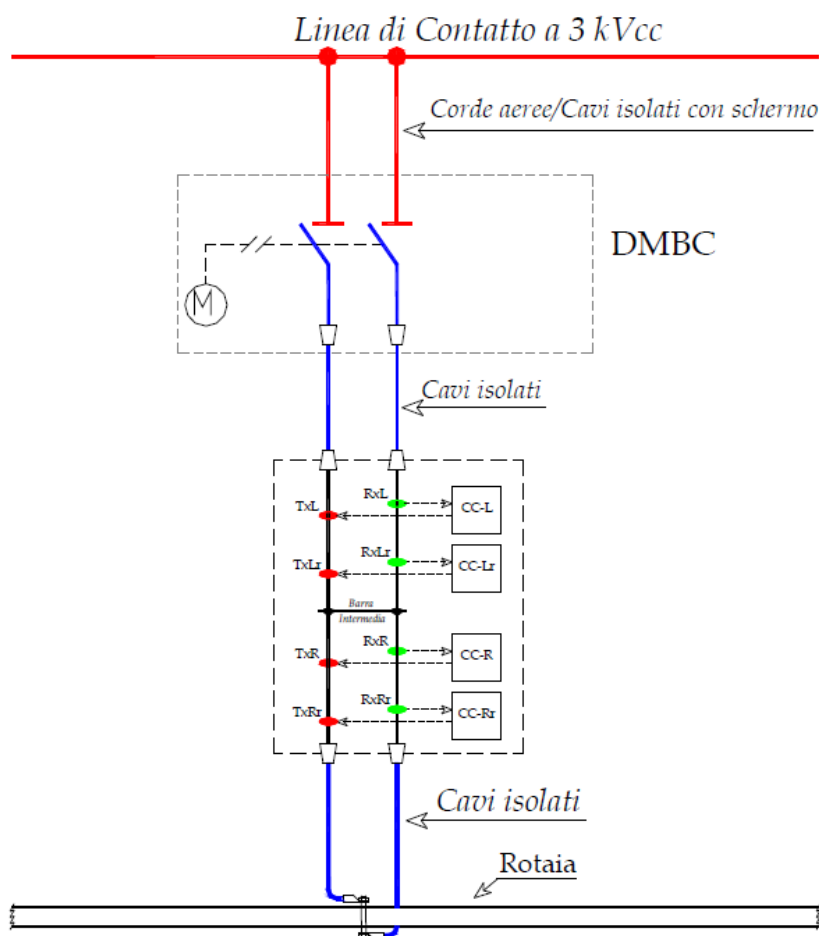 Linea di Contatto a 3 kVcc
Corde aeree/Cavi isolati con schermo
DMBC
M
Cavi isolati
RxL
TxL
CC-L
RxLr
TxLr
CC-Lr
Barra
Intermedia
RxR
TxR
CC-R
RxRr
TxRr
CC-Rr
Cavi isolati
Rotaia